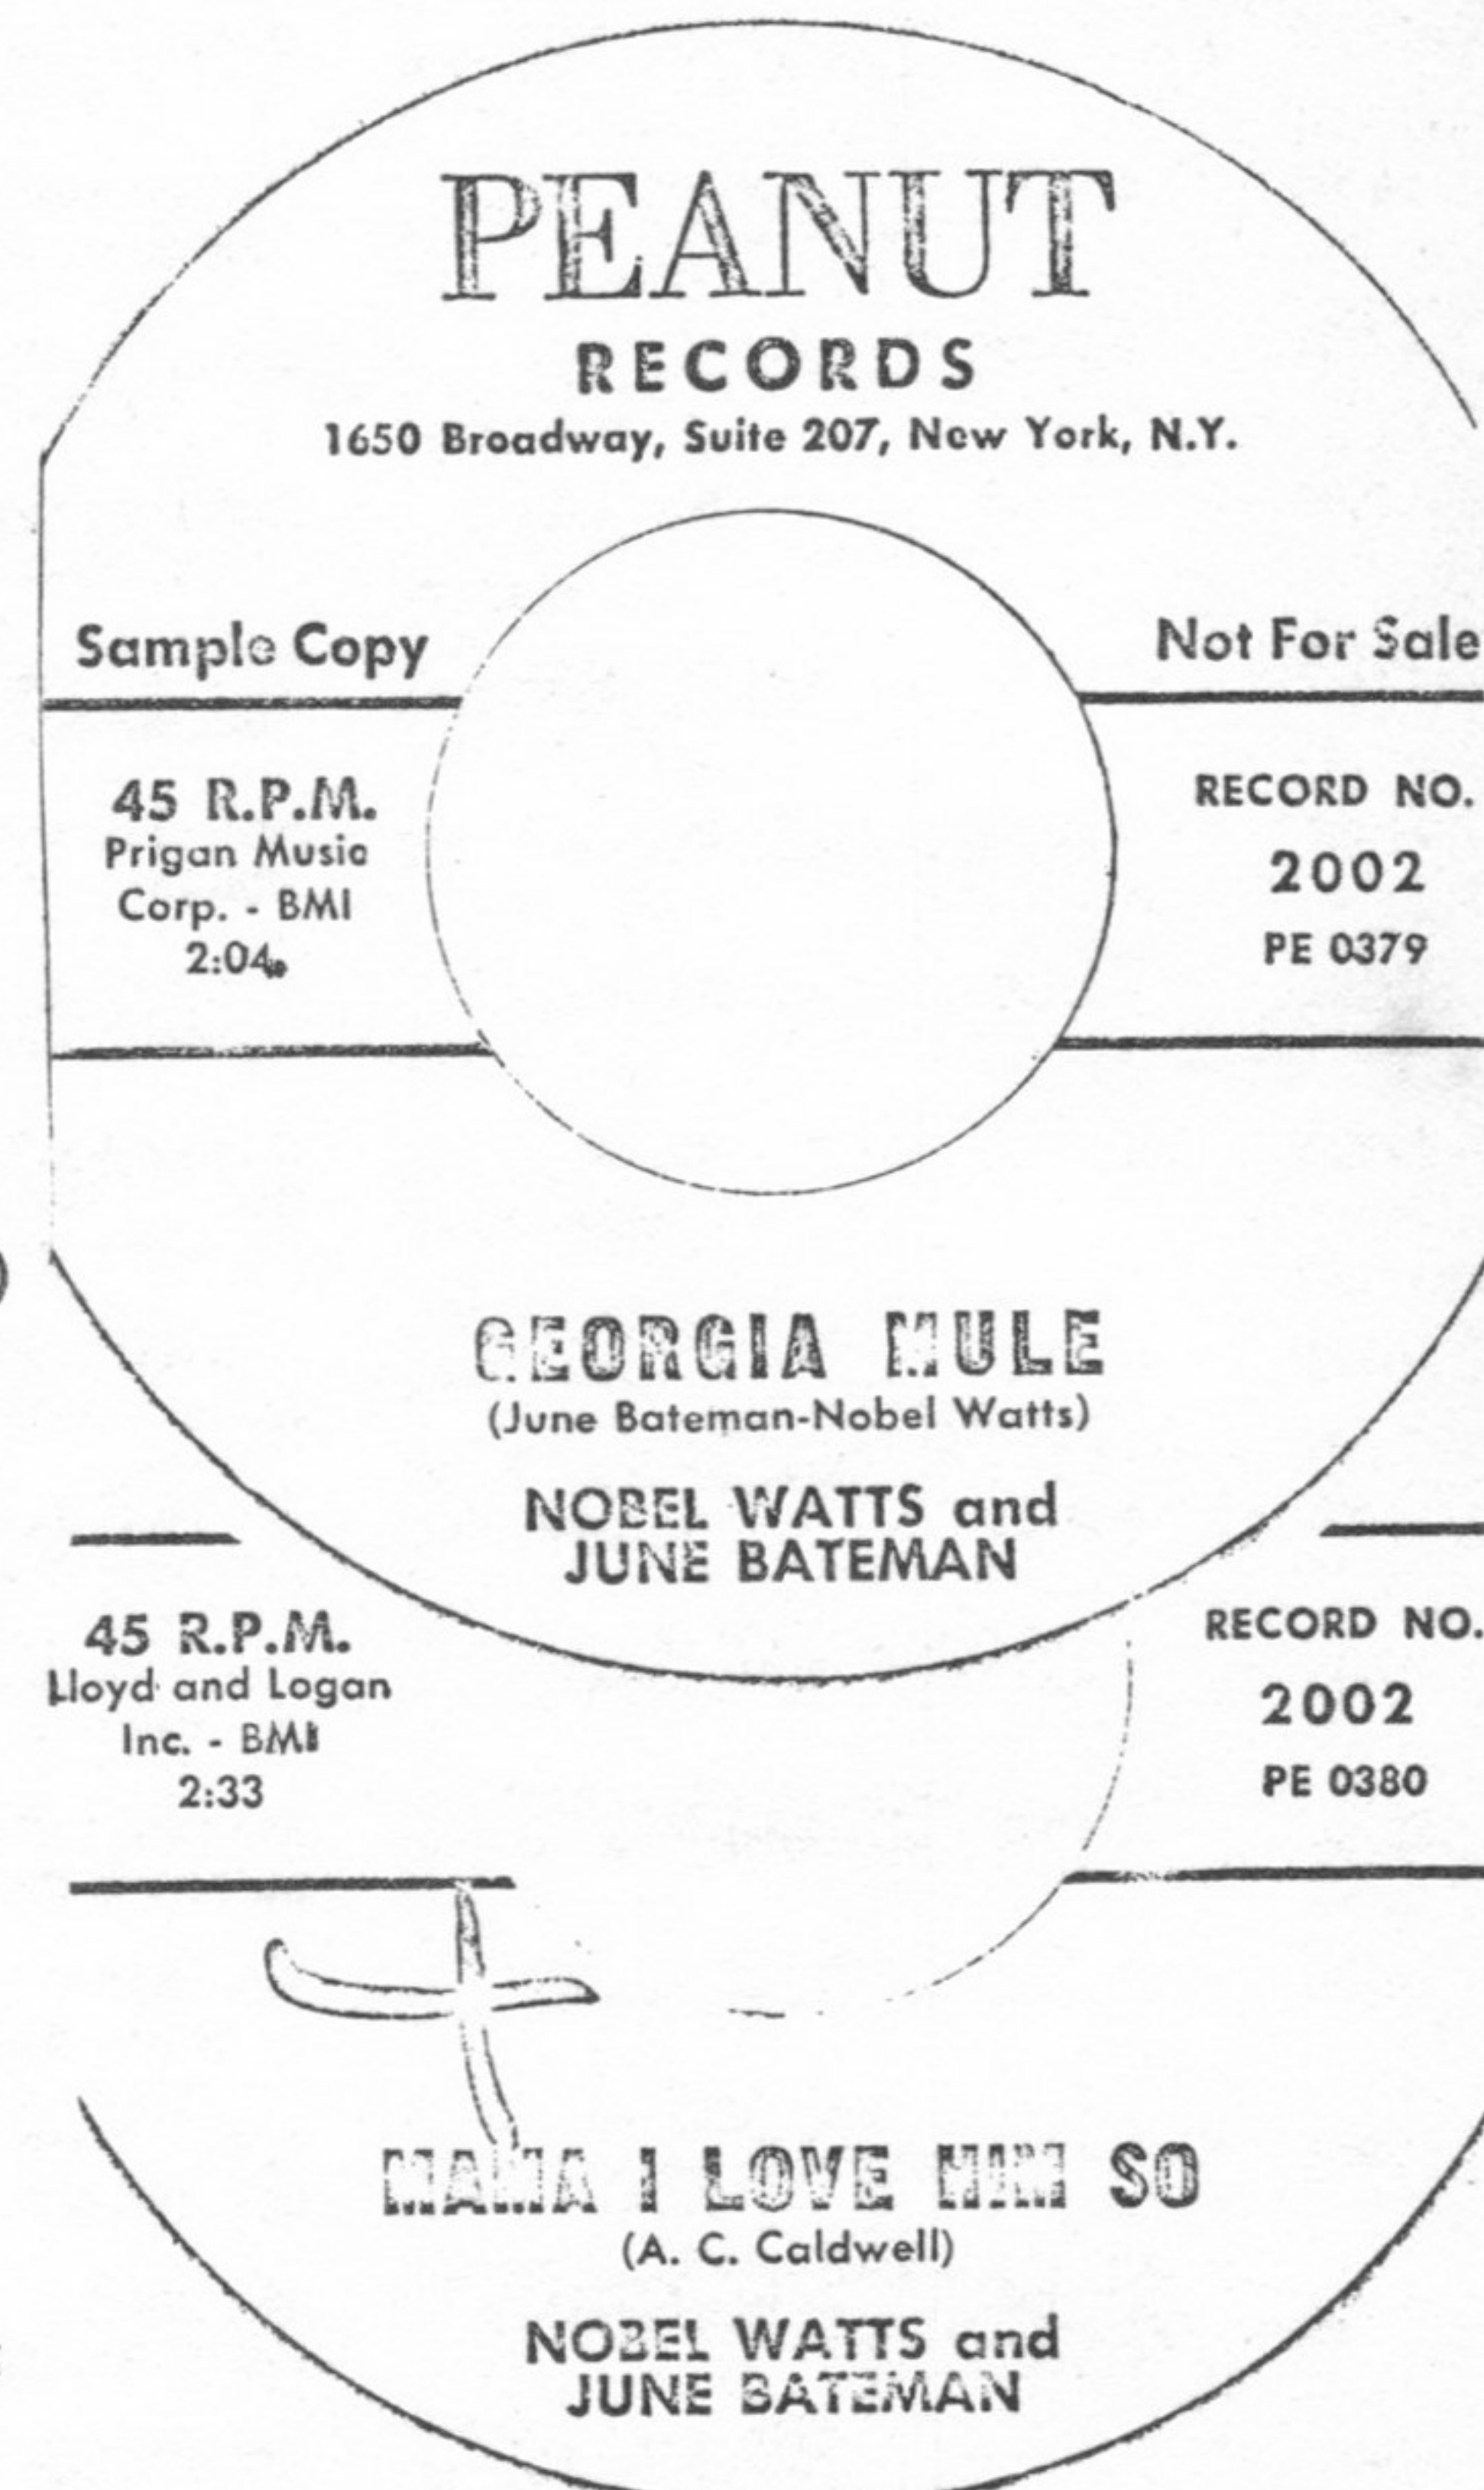 PEANUT
RECORDS
1650 Broadway, Suite 207, New York, N.Y.
Sample Copy
Not For Sale
45 R.P.M.
Prigan Music
Corp. - BMI
2:04
RECORD NO.
2002
PE 0379
GEORGIA MULE
(June Bateman-Nobel Watts)
NOBEL WATTS and
JUNE BATEMAN
45 R.P.M.
Lloyd and Logan
Inc. - BMI
2:33
RECORD NO.
2002
PE 0380
MAMA I LOVE HIM SO
(A. C. Caldwell)
NOBEL WATTS and
JUNE BATEMAN